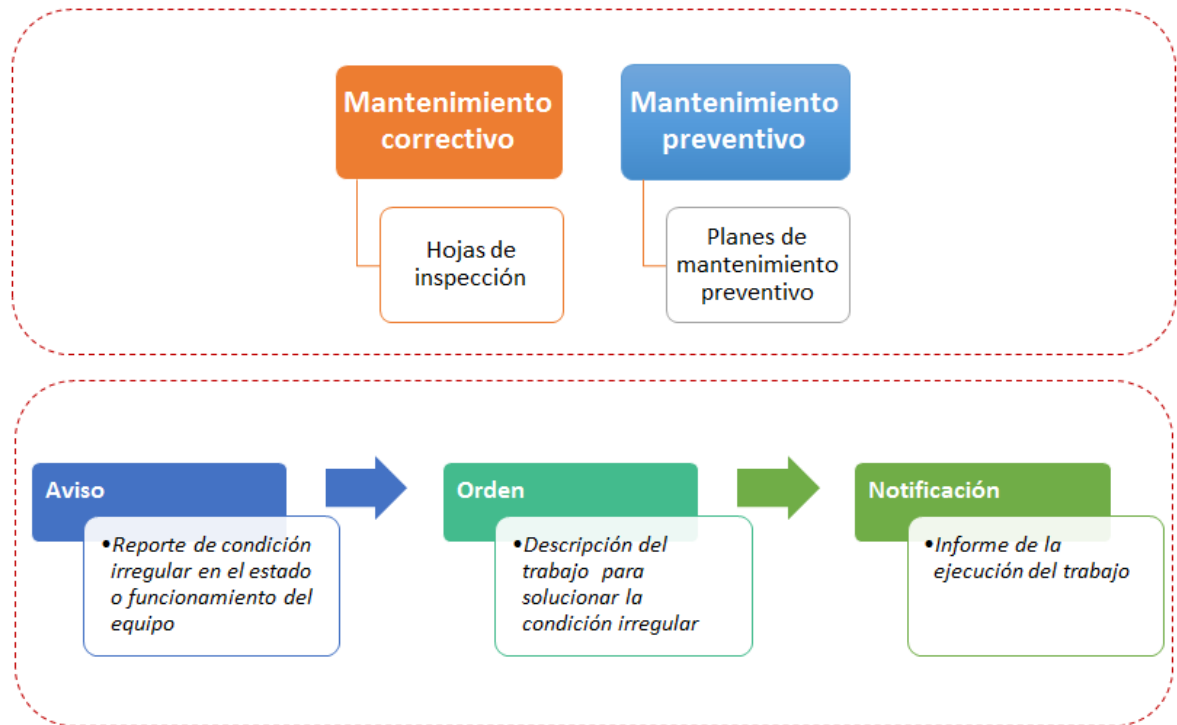 Mantenimiento
correctivo
Hojas de
inspección
Mantenimiento
preventivo
Planes de
mantenimiento
preventivo
Aviso
•Reporte de condición
irregular en el estado
o funcionamiento del
equipo
Orden
•Descripción del
trabajo para
solucionar la
condición irregular
Notificación
•Informe de la
ejecución del trabajo